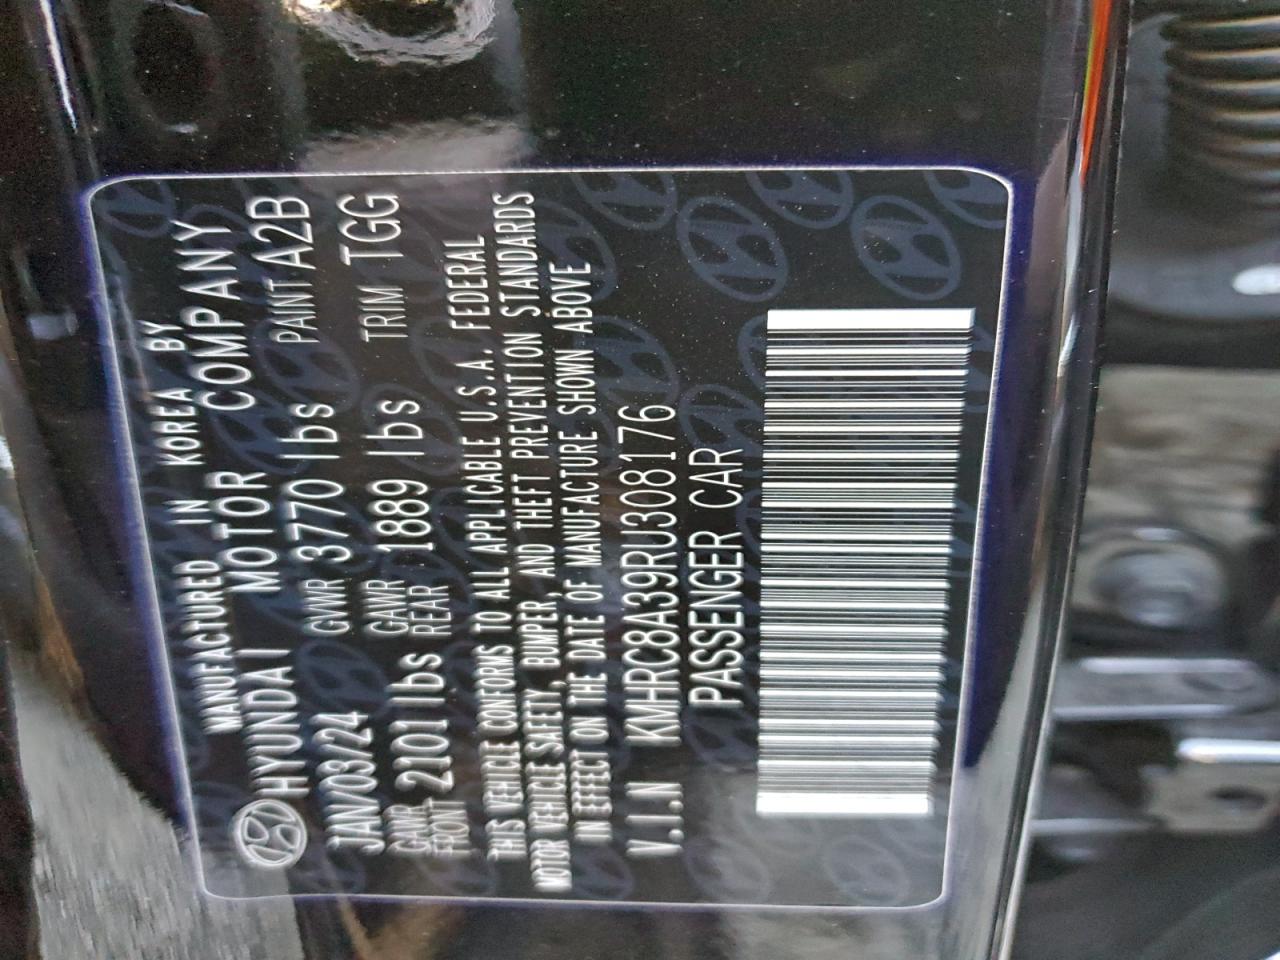 MANUFACTURED IN KOREA BY
HYUNDAI MOTOR COMPANY
JAN/03/24 GVWR 3770 lbs PAINT A2B
GAWR FRONT 2101 lbs GAWR REAR 1889 lbs TRIM TGG
THIS VEHICLE CONFORMS TO ALL APPLICABLE U.S.A. FEDERAL
MOTOR VEHICLE SAFETY, BUMPER, AND THEFT PREVENTION STANDARDS
IN EFFECT ON THE DATE OF MANUFACTURE SHOWN ABOVE
V.I.N KMHRC8A39RU308176
PASSENGER CAR